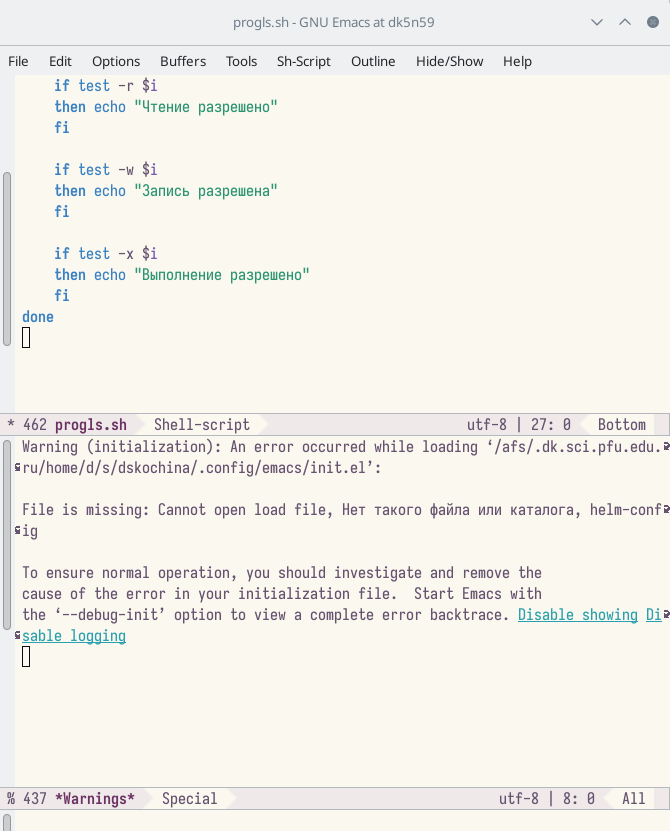 progls.sh - GNU Emacs at dk5n59
File Edit Options Buffers Tools Sh-Script Outline Hide/Show Help
if test -r $i
then echo "Чтение разрешено"
fi
if test -w $i
then echo "Запись разрешена"
fi
if test -x $i
then echo "Выполнение разрешено"
fi
done
* 462 progls.sh Shell-script utf-8 | 27: 0 Bottom
Warning (initialization): An error occurred while loading ‘/afs/.dk.sci.pfu.edu.
ru/home/d/s/dskochina/.config/emacs/init.el’:
File is missing: Cannot open load file, Нет такого файла или каталога, helm-conf
ig
To ensure normal operation, you should investigate and remove the
cause of the error in your initialization file.  Start Emacs with
the ‘--debug-init’ option to view a complete error backtrace. Disable showing Di
sable logging
% 437 *Warnings* Special utf-8 | 8: 0 All